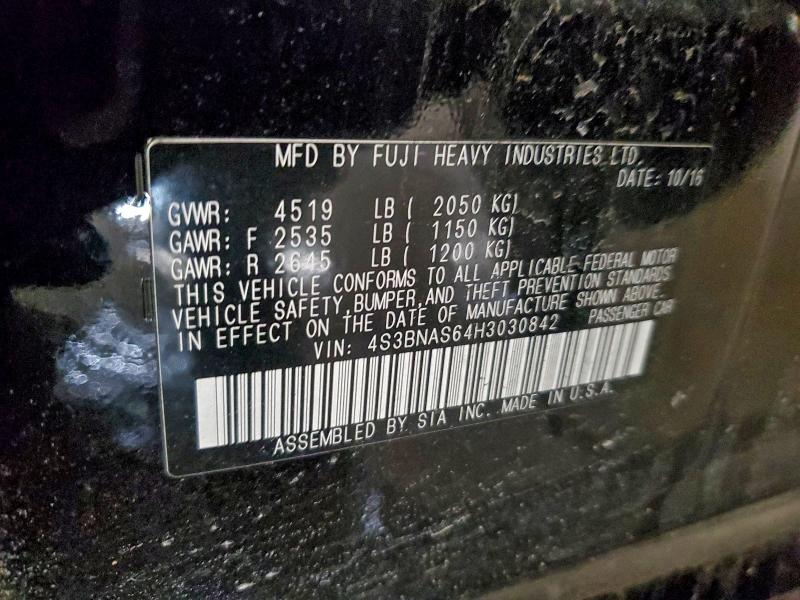 MFD BY FUJI HEAVY INDUSTRIES LTD.
DATE: 10/16
GVWR: 4519 LB ( 2050 KG)
GAWR: F 2535 LB ( 1150 KG)
GAWR: R 2645 LB ( 1200 KG)
THIS VEHICLE CONFORMS TO ALL APPLICABLE FEDERAL MOTOR
VEHICLE SAFETY,BUMPER,AND THEFT PREVENTION STANDARDS
IN EFFECT ON THE DATE OF MANUFACTURE SHOWN ABOVE.
VIN: 4S3BNAS64H3030842 PASSENGER CAR
ASSEMBLED BY SIA INC. MADE IN U.S.A.